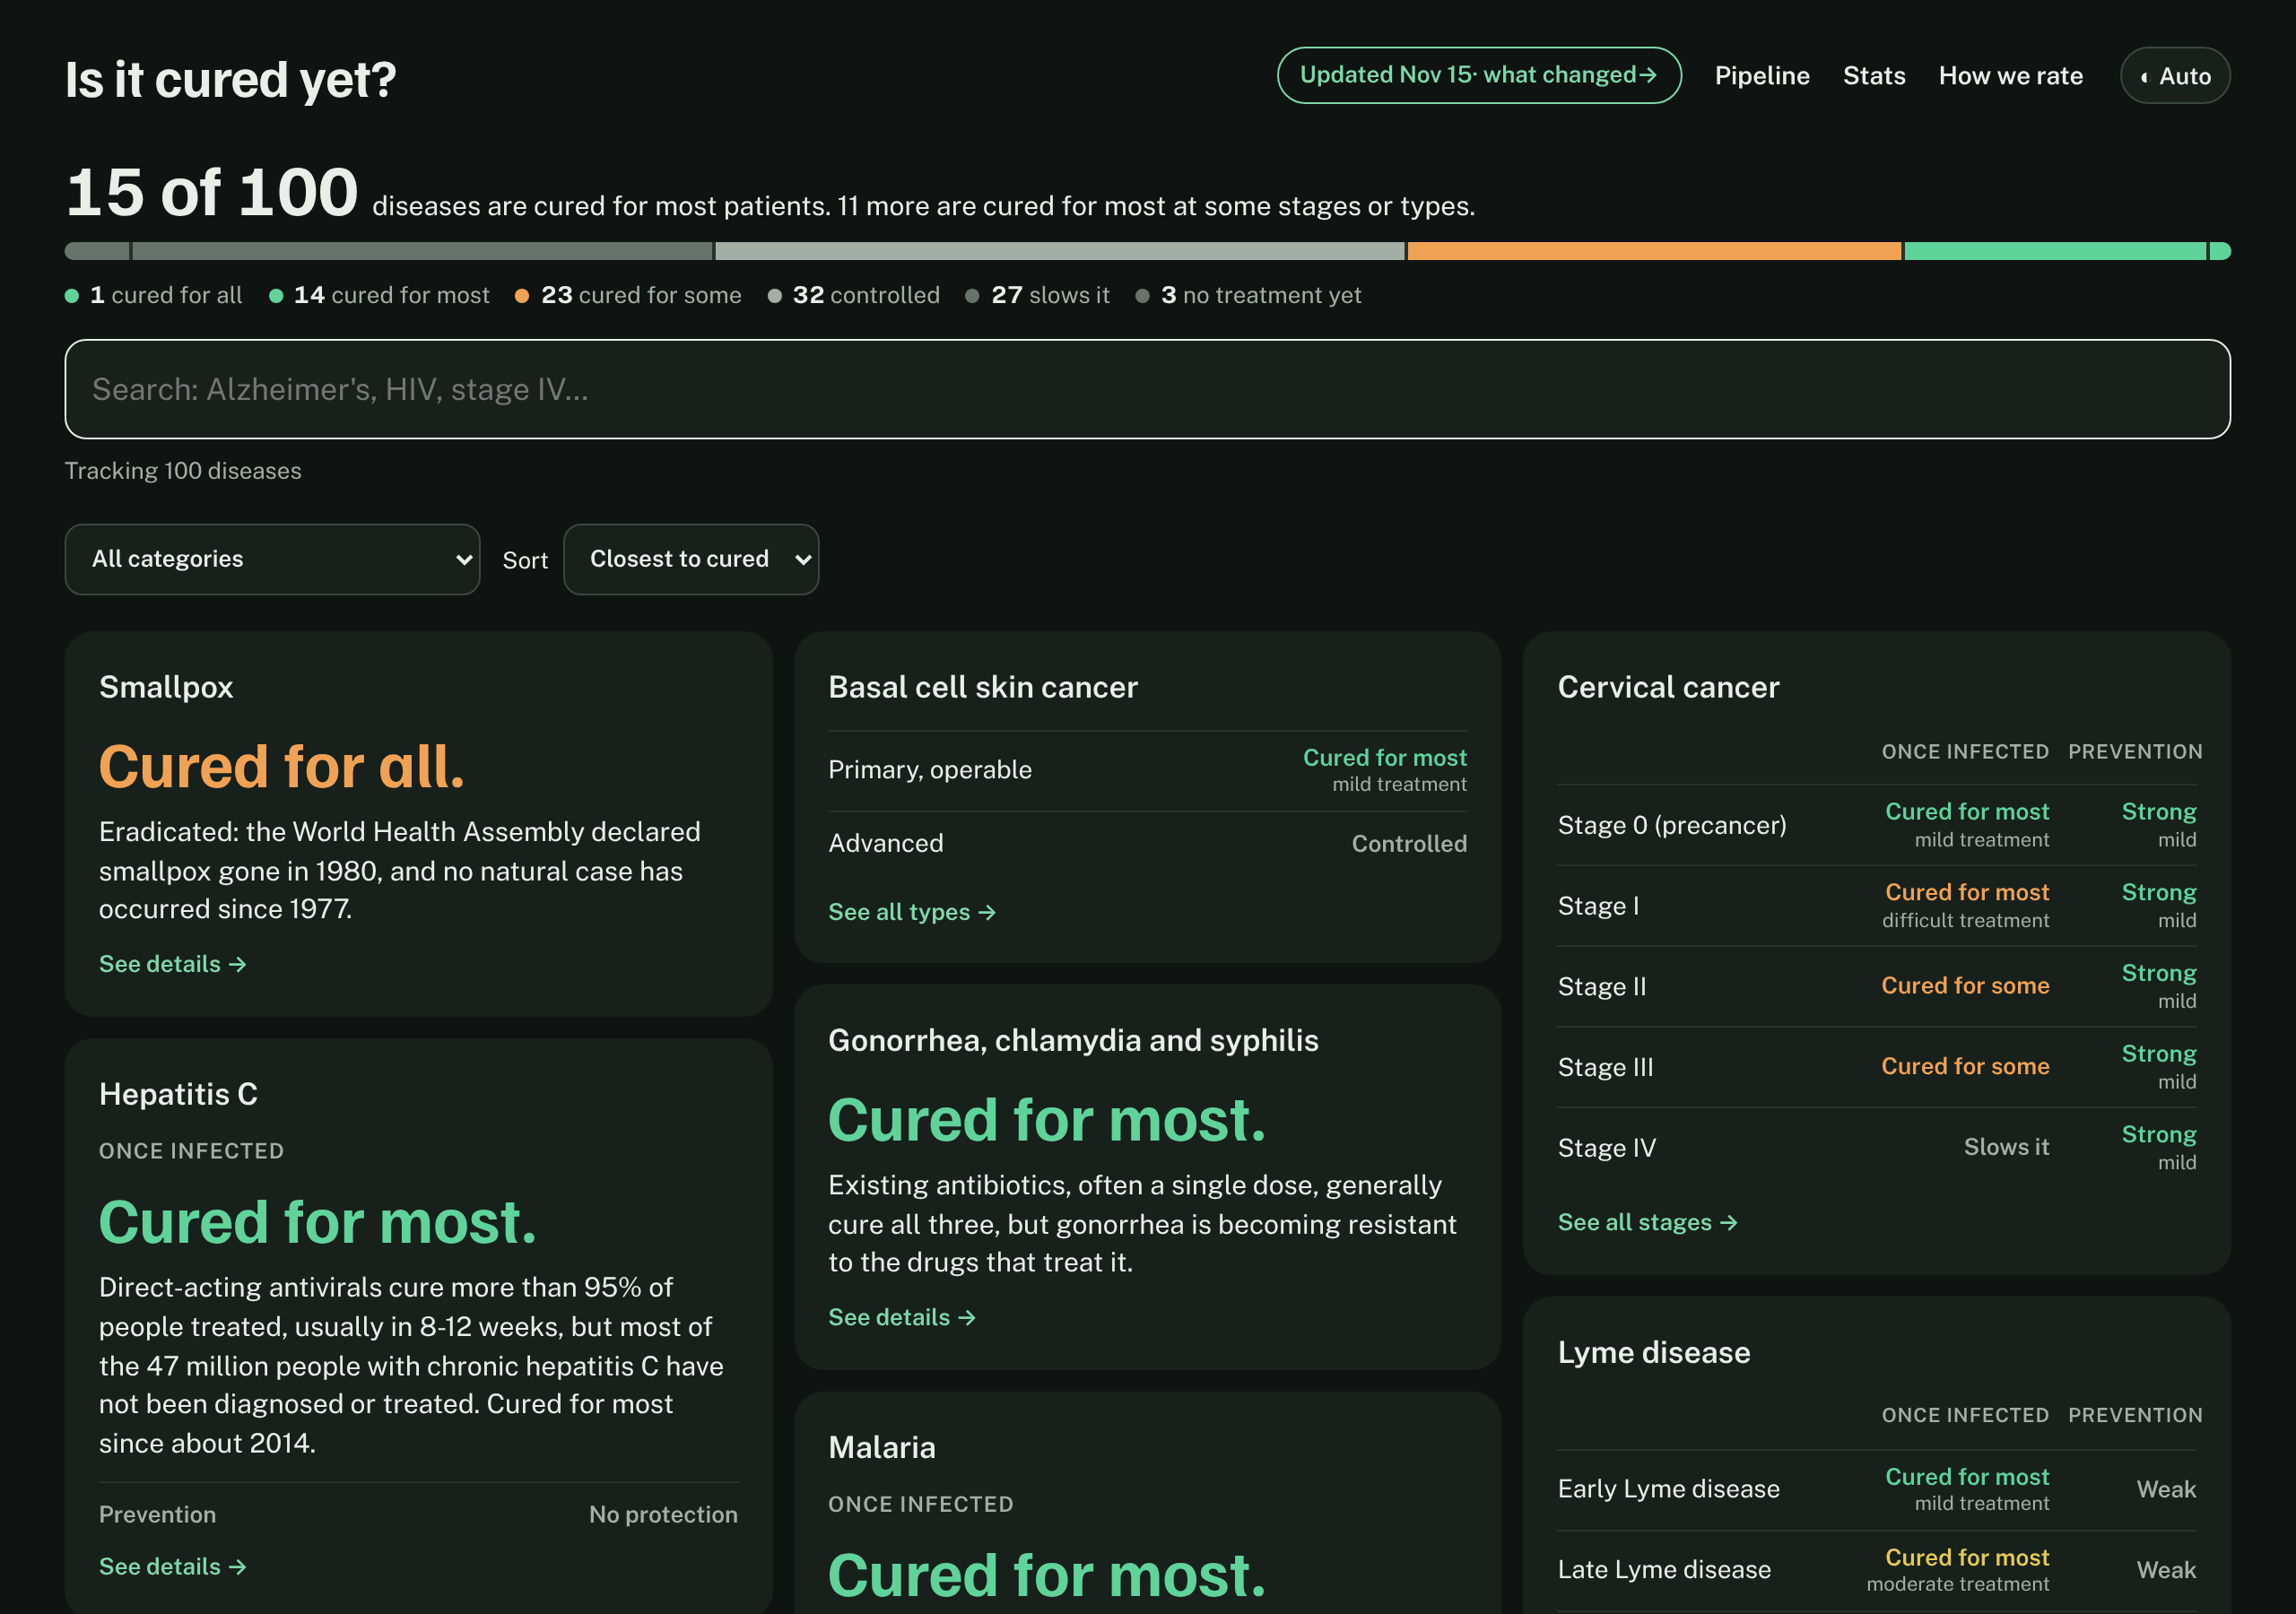 Is it cured yet?
Updated Nov 15· what changed→
Pipeline
Stats
How we rate
Auto
15 of 100 diseases are cured for most patients. 11 more are cured for most at some stages or types.
1 cured for all
14 cured for most
23 cured for some
32 controlled
27 slows it
3 no treatment yet
Search: Alzheimer's, HIV, stage IV...
Tracking 100 diseases
All categories
Sort
Closest to cured
Smallpox
Cured for all.
Eradicated: the World Health Assembly declared
smallpox gone in 1980, and no natural case has
occurred since 1977.
See details →
Hepatitis C
ONCE INFECTED
Cured for most.
Direct-acting antivirals cure more than 95% of
people treated, usually in 8-12 weeks, but most of
the 47 million people with chronic hepatitis C have
not been diagnosed or treated. Cured for most
since about 2014.
Prevention No protection
See details →
Basal cell skin cancer
Primary, operable Cured for most
mild treatment
Advanced Controlled
See all types →
Gonorrhea, chlamydia and syphilis
Cured for most.
Existing antibiotics, often a single dose, generally
cure all three, but gonorrhea is becoming resistant
to the drugs that treat it.
See details →
Malaria
ONCE INFECTED
Cured for most.
Cervical cancer
ONCE INFECTED PREVENTION
Stage 0 (precancer) Cured for most Strong
mild treatment mild
Stage I Cured for most Strong
difficult treatment mild
Stage II Cured for some Strong
mild
Stage III Cured for some Strong
mild
Stage IV Slows it Strong
mild
See all stages →
Lyme disease
ONCE INFECTED PREVENTION
Early Lyme disease Cured for most Weak
mild treatment
Late Lyme disease Cured for most Weak
moderate treatment